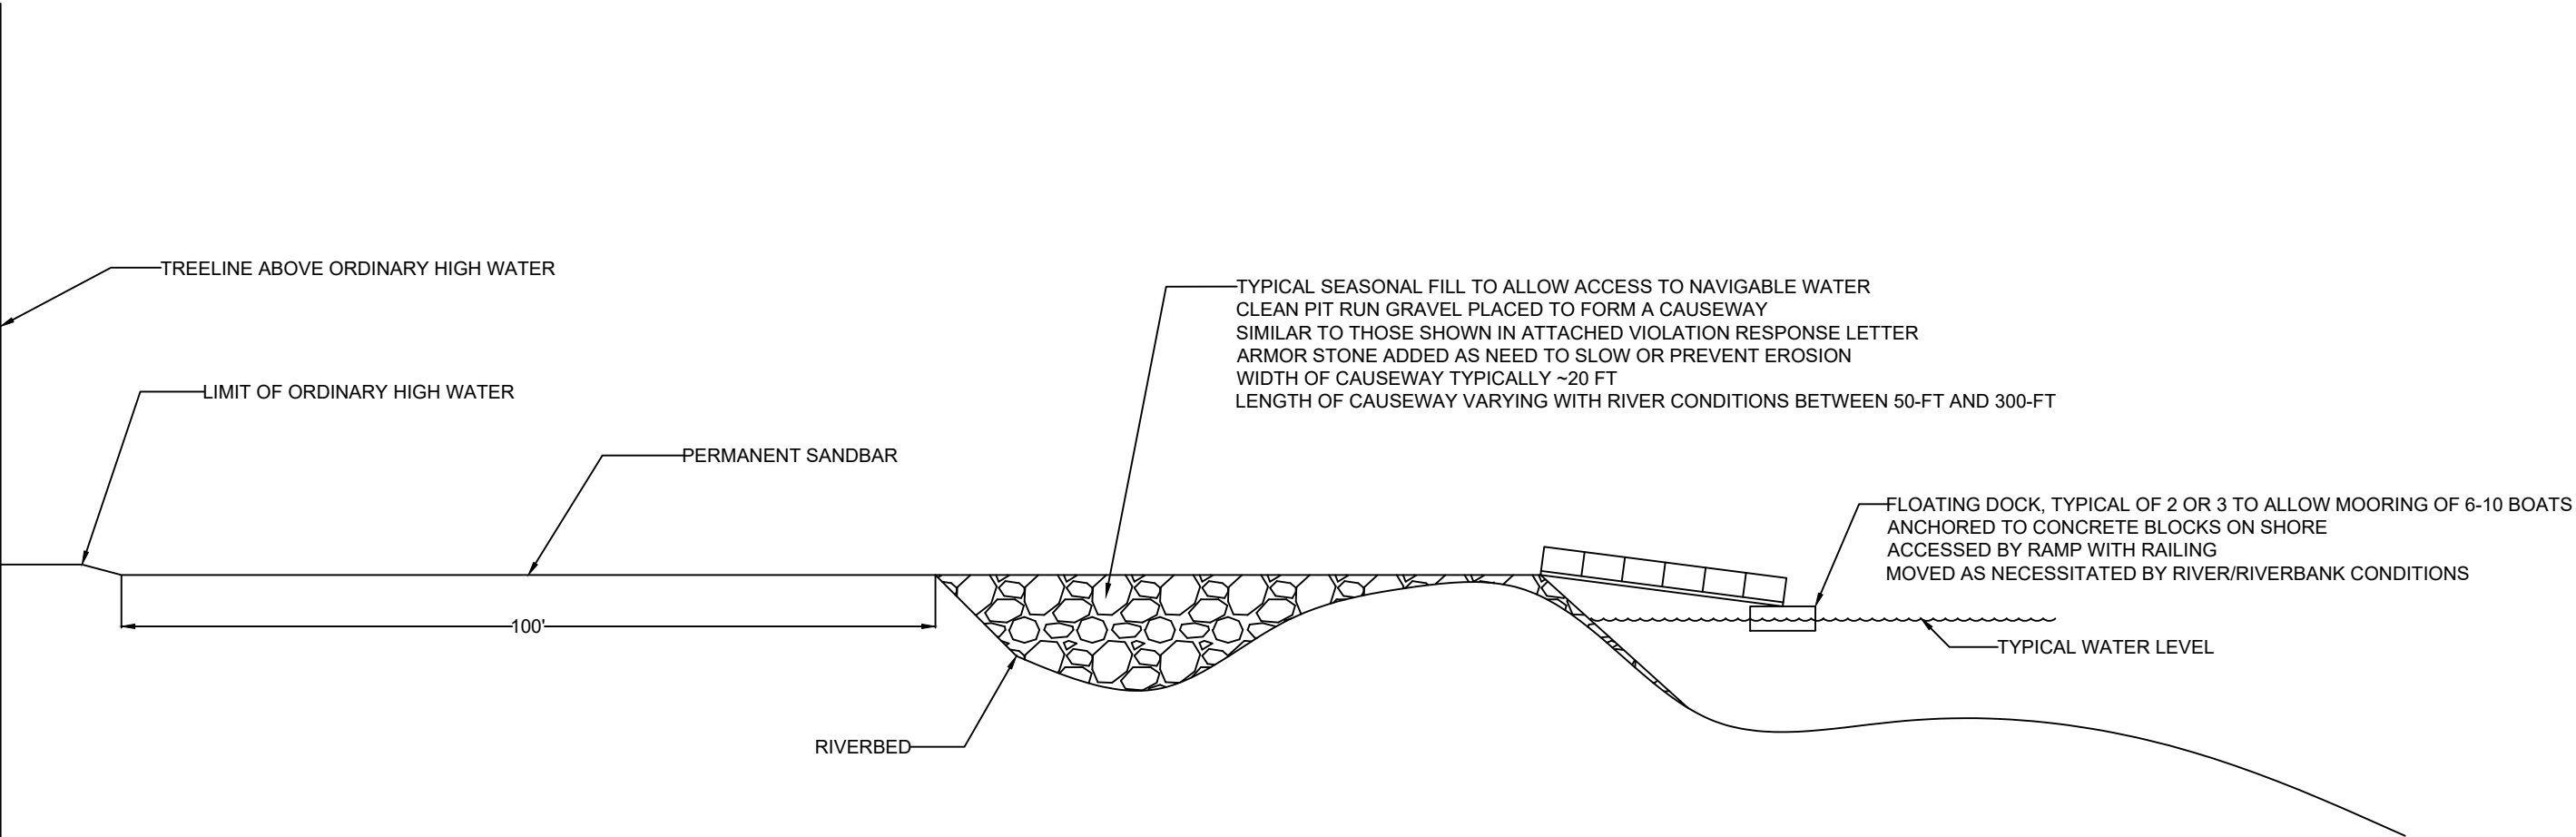 TREELINE ABOVE ORDINARY HIGH WATER
LIMIT OF ORDINARY HIGH WATER
PERMANENT SANDBAR
TYPICAL SEASONAL FILL TO ALLOW ACCESS TO NAVIGABLE WATER
CLEAN PIT RUN GRAVEL PLACED TO FORM A CAUSEWAY
SIMILAR TO THOSE SHOWN IN ATTACHED VIOLATION RESPONSE LETTER
ARMOR STONE ADDED AS NEED TO SLOW OR PREVENT EROSION
WIDTH OF CAUSEWAY TYPICALLY ~20 FT
LENGTH OF CAUSEWAY VARYING WITH RIVER CONDITIONS BETWEEN 50-FT AND 300-FT
FLOATING DOCK, TYPICAL OF 2 OR 3 TO ALLOW MOORING OF 6-10 BOATS
ANCHORED TO CONCRETE BLOCKS ON SHORE
ACCESSED BY RAMP WITH RAILING
MOVED AS NECESSITATED BY RIVER/RIVERBANK CONDITIONS
100'
TYPICAL WATER LEVEL
RIVERBED